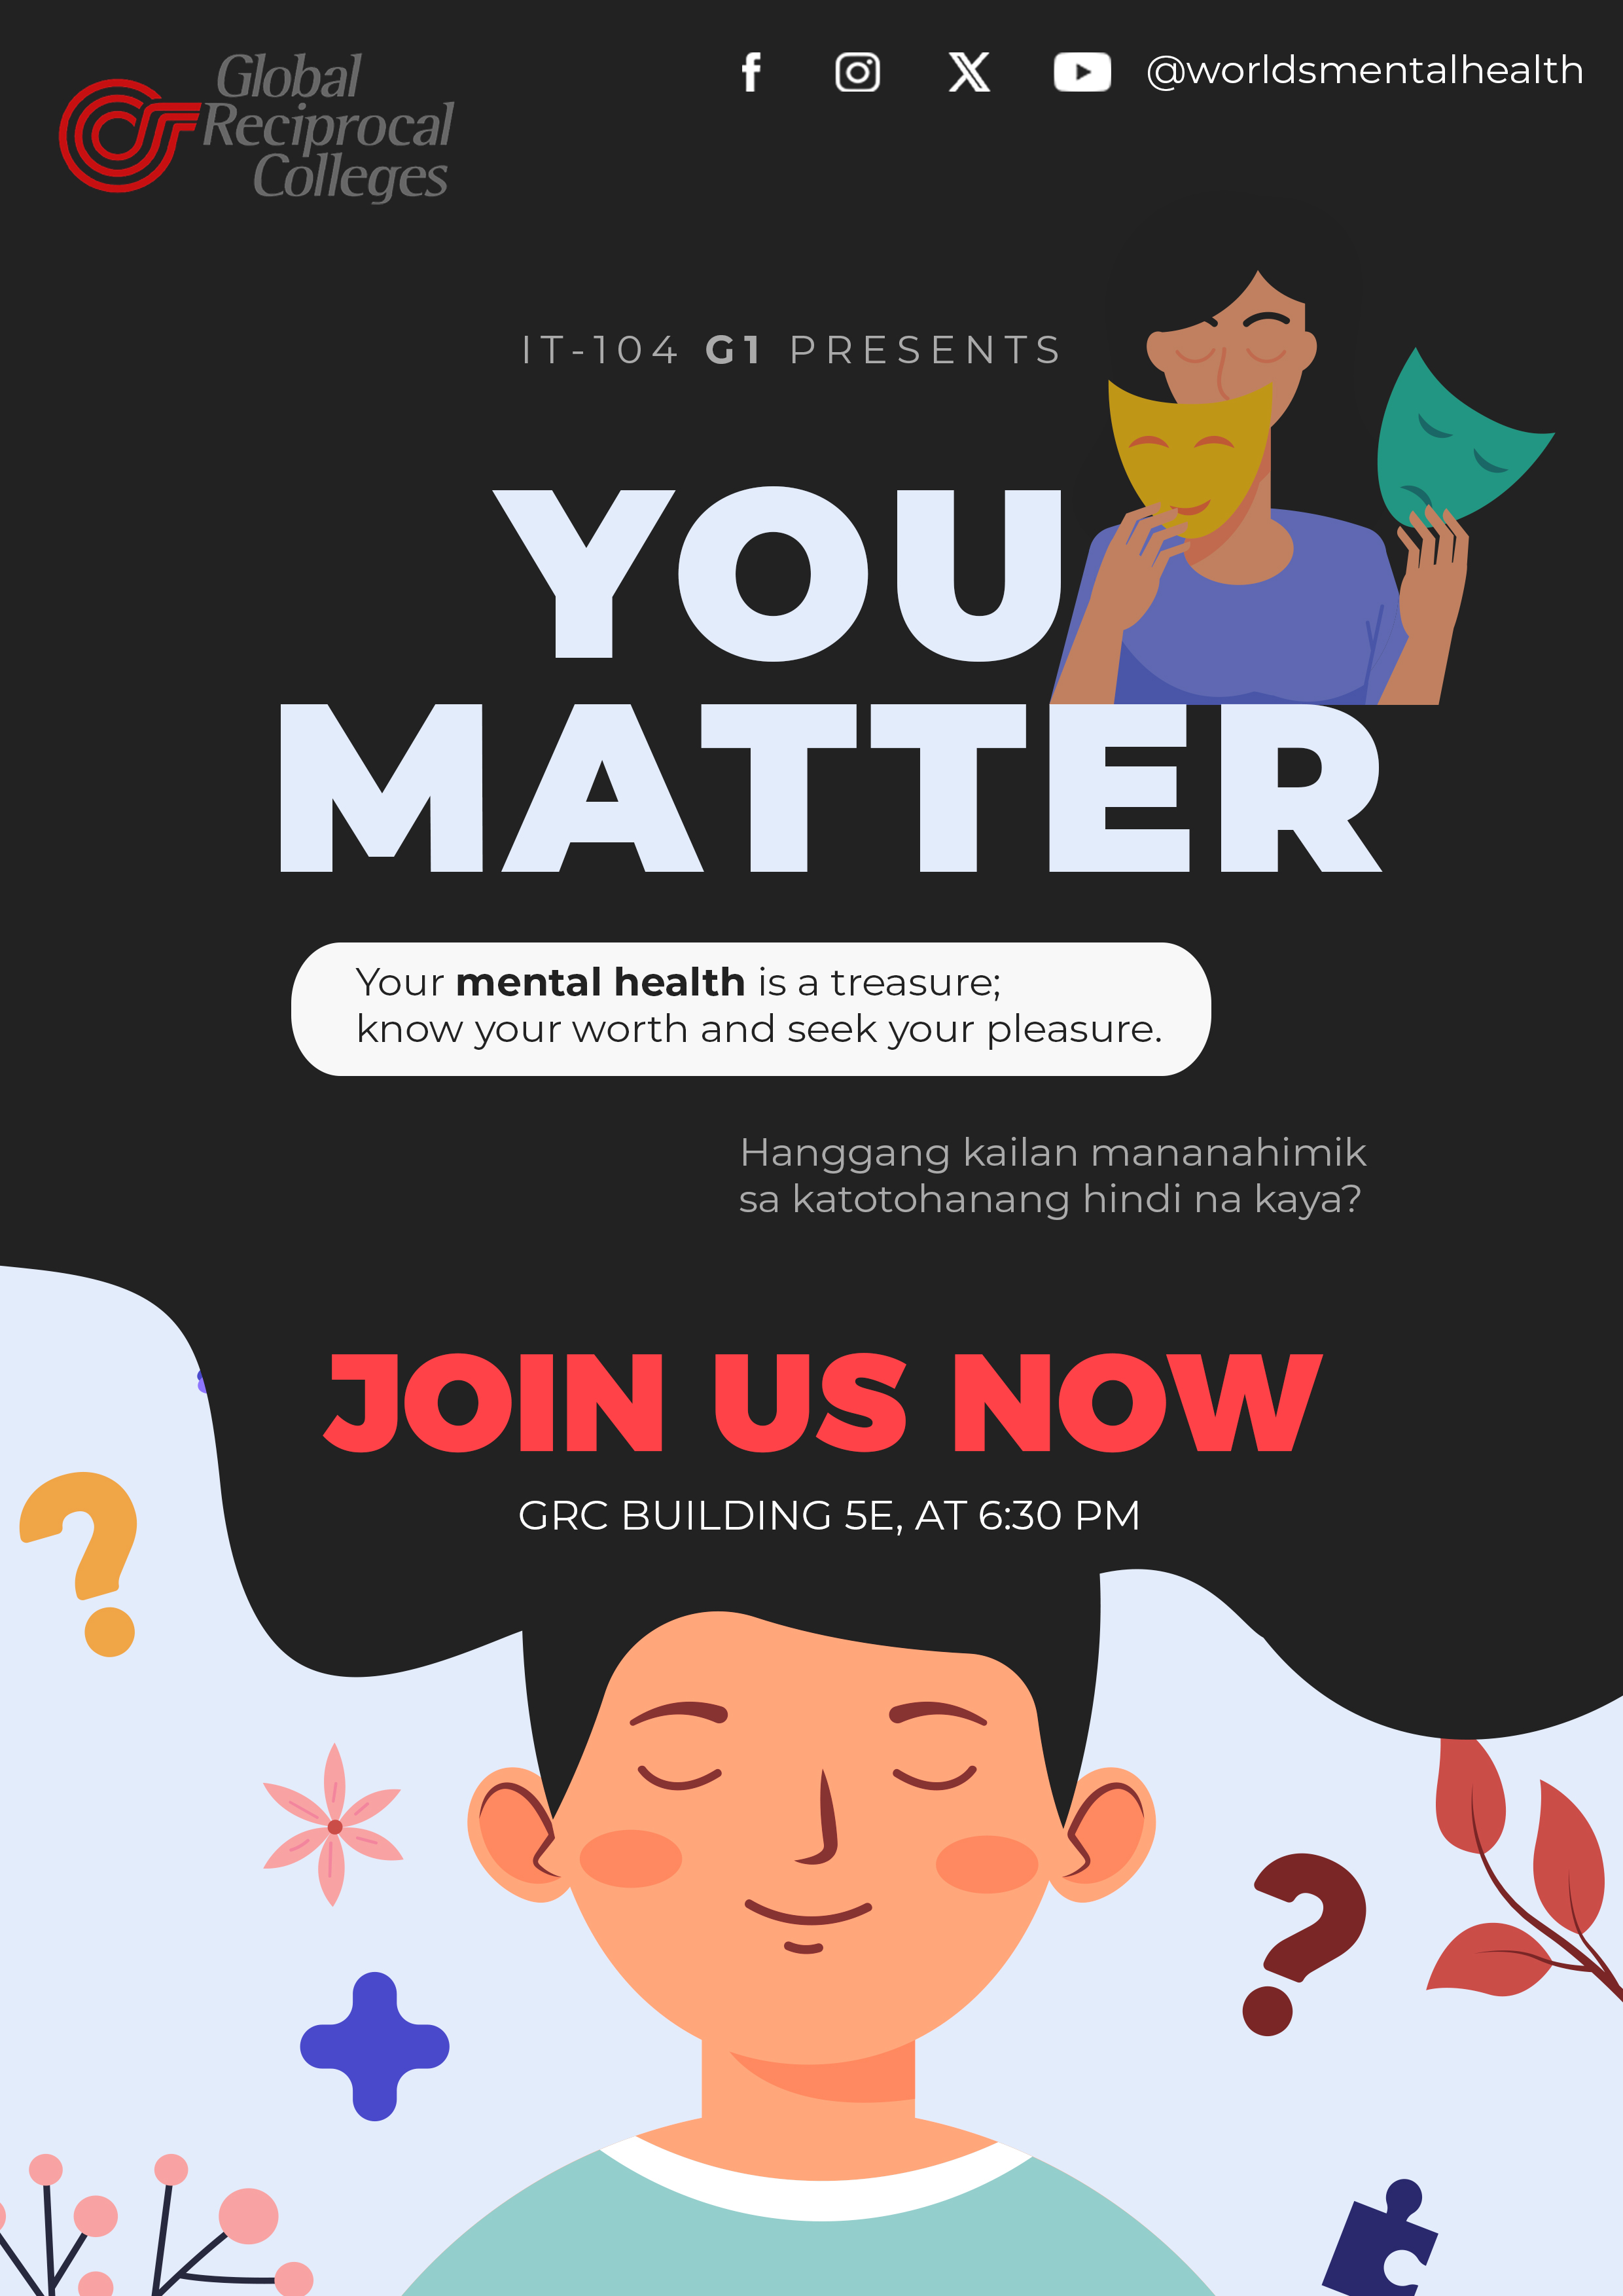 Global
Reciprocal
Colleges
@worldsmentalhealth
IT-104 G1 PRESENTS
YOU
MATTER
Your mental health is a treasure;
know your worth and seek your pleasure.
Hanggang kailan mananahimik
sa katotohanang hindi na kaya?
JOIN US NOW
GRC BUILDING 5E, AT 6:30 PM